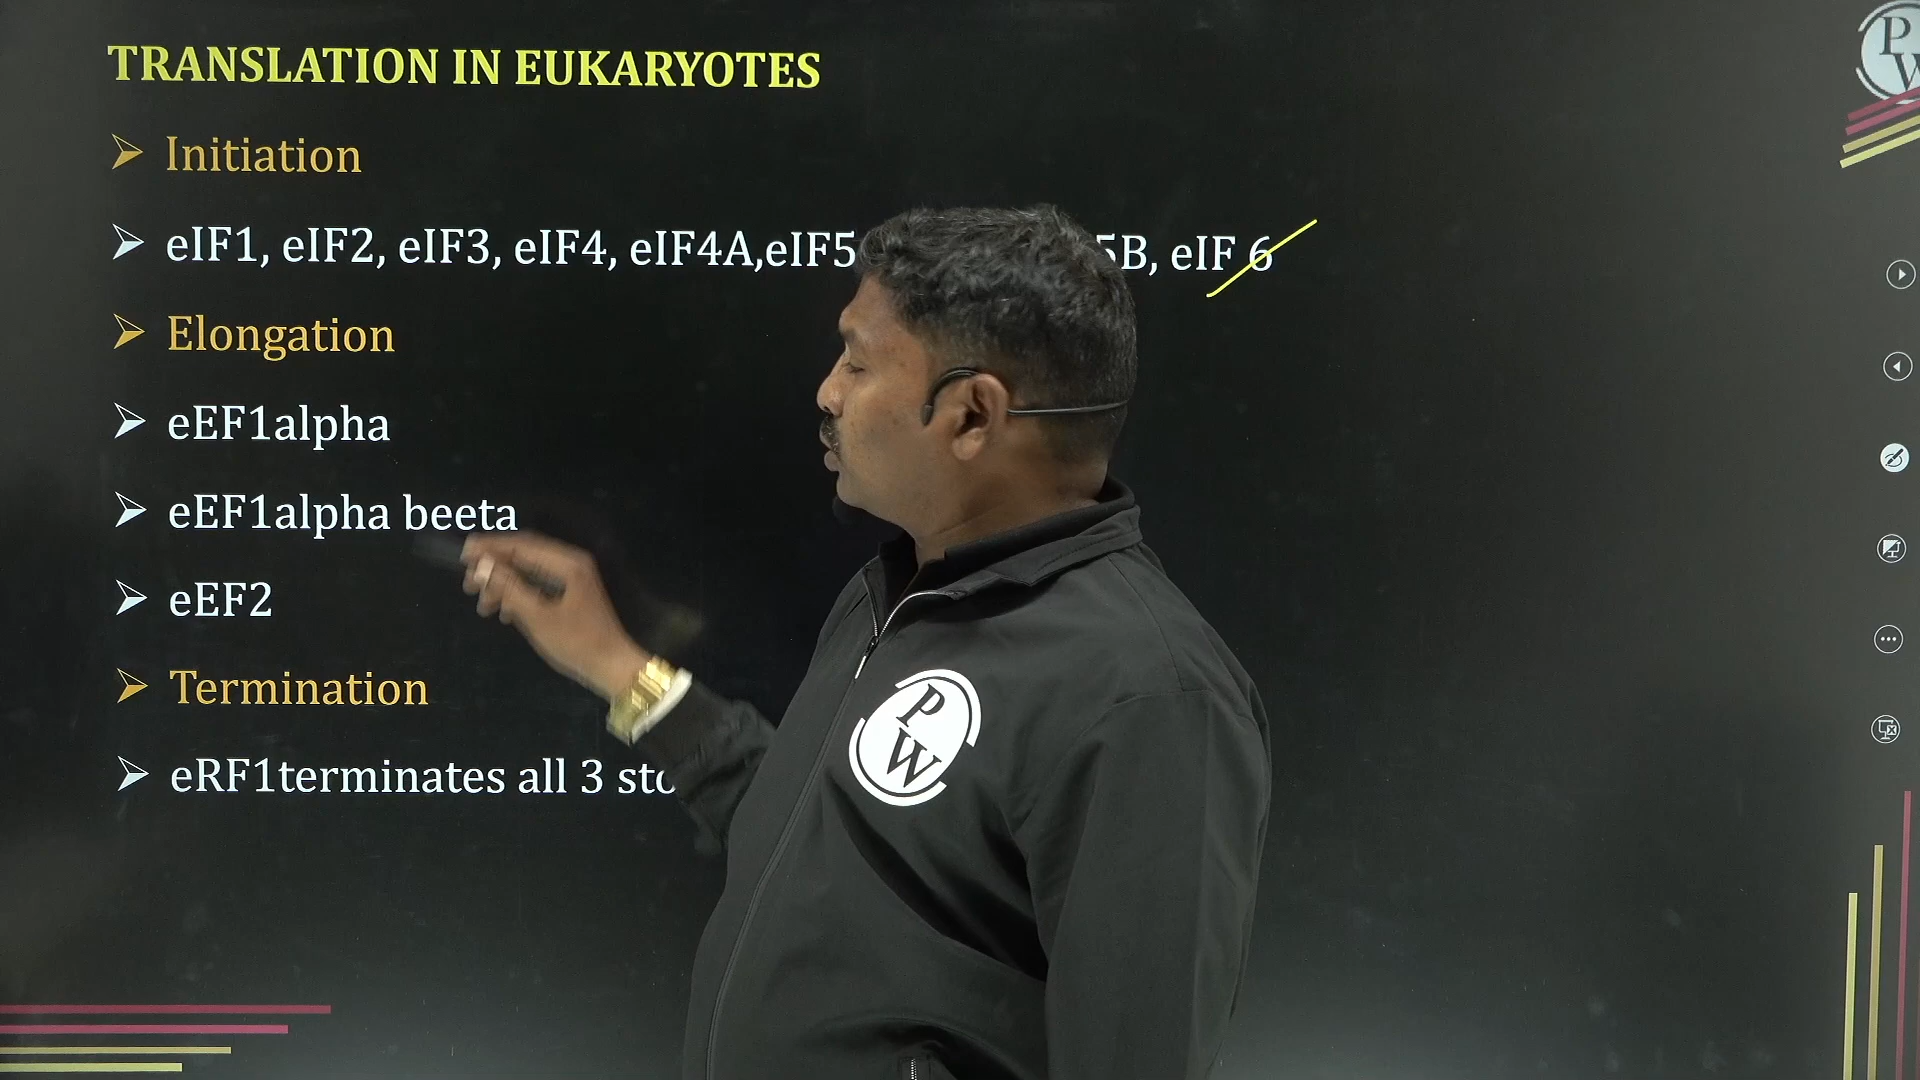 TRANSLATION IN EUKARYOTES
➢ Initiation
➢ eIF1, eIF2, eIF3, eIF4, eIF4A,eIF5 5B, eIF 6
➢ Elongation
➢ eEF1alpha
➢ eEF1alpha beeta
➢ eEF2
➢ Termination
➢ eRF1terminates all 3
P
W
P
W